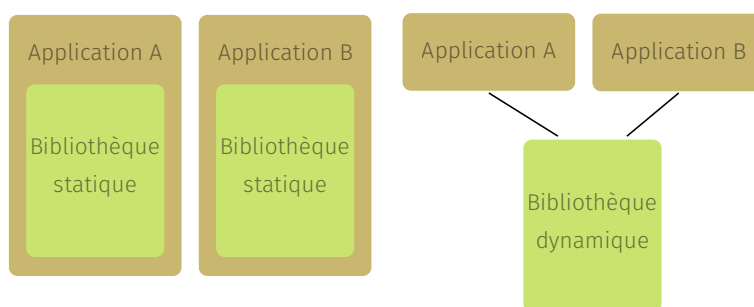 Application A
Bibliothèque
statique
Application B
Bibliothèque
statique
Application A
Application B
Bibliothèque
dynamique